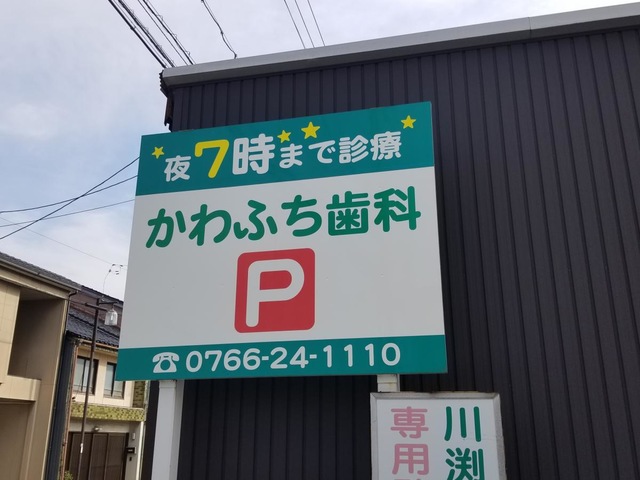 夜7時まで診療
かわふち歯科
P
☎0766-24-1110
川渕
専用